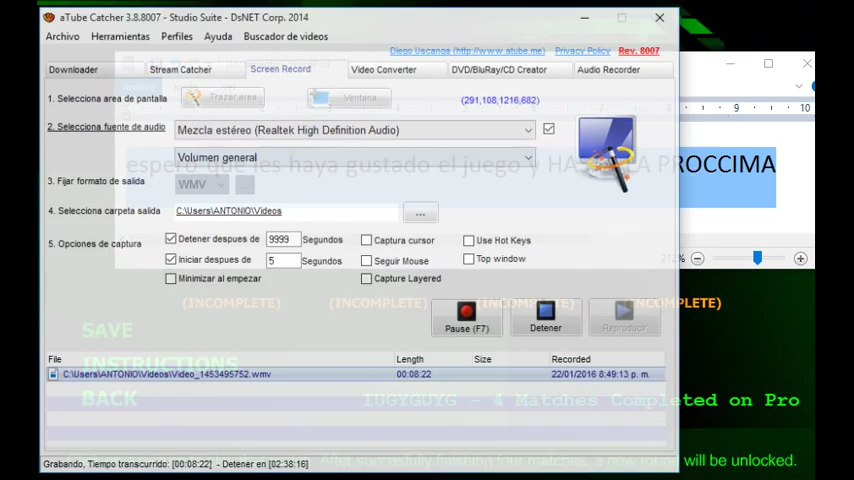 aTube Catcher 3.8.8007 - Studio Suite - DsNET Corp. 2014
Archivo Herramientas Perfiles Ayuda Buscador de videos
Diego Uscanga (http://www.atube.me) Privacy Policy Rev. 8007
Downloader Stream Catcher Screen Record Video Converter DVD/BluRay/CD Creator Audio Recorder
1. Selecciona area de pantalla Trazar area Ventana (291,108,1216,682)
9 10
2. Selecciona fuente de audio Mezcla estéreo (Realtek High Definition Audio)
Volumen general
espero que les haya gustado el juego y HASTA LA PROCCIMA
3. Fijar formato de salida WMV ...
4. Selecciona carpeta salida C:\Users\ANTONIO\Videos ...
5. Opciones de captura Detener despues de 9999 Segundos Captura cursor Use Hot Keys
Iniciar despues de 5 Segundos Seguir Mouse Top window
212%
Minimizar al empezar Capture Layered
(INCOMPLETE) (INCOMPLETE) (INCOMPLETE) (INCOMPLETE)
Pause (F7) Detener Reproducir
SAVE
File Length Size Recorded
INSTRUCTIONS
C:\Users\ANTONIO\Videos\Video_1453495752.wmv 00:08:22 22/01/2016 8:49:13 p. m.
BACK IUGYGUYG - 4 Matches Completed on Pro
After succesfully finishing four matches, a new round will be unlocked.
Grabando, Tiempo transcurrido: [00:08:22] - Detener en [02:38:16]